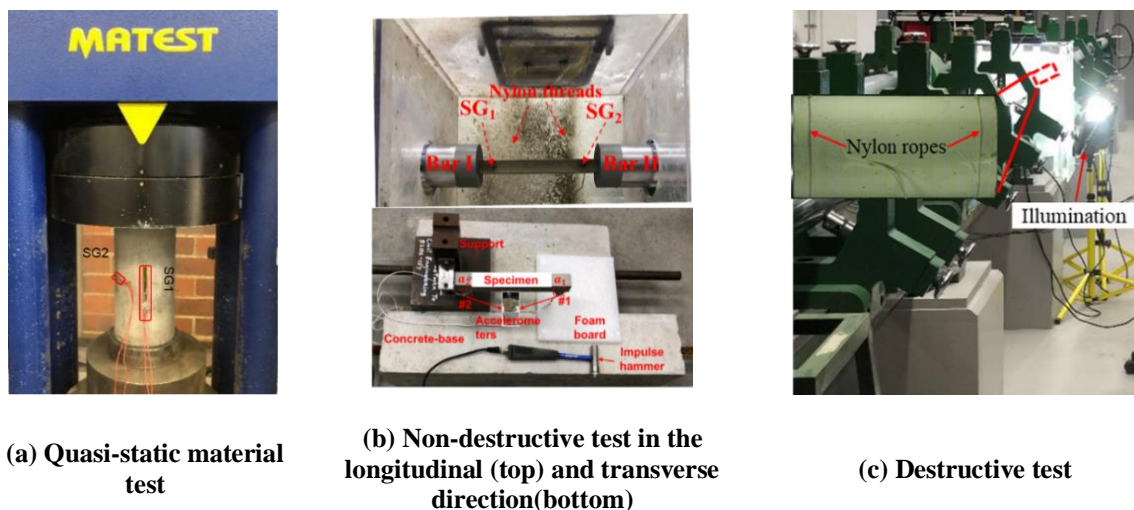 MATEST
SG2
SG1
Nylon threads
SG₁
SG₂
Bar I
Bar II
Support
Specimen
a₁
#2
#1
Accelerome
ters
Foam
board
Concrete-base
Impulse
hammer
Nylon ropes
Illumination
(a) Quasi-static material
test
(b) Non-destructive test in the
longitudinal (top) and transverse
direction(bottom)
(c) Destructive test